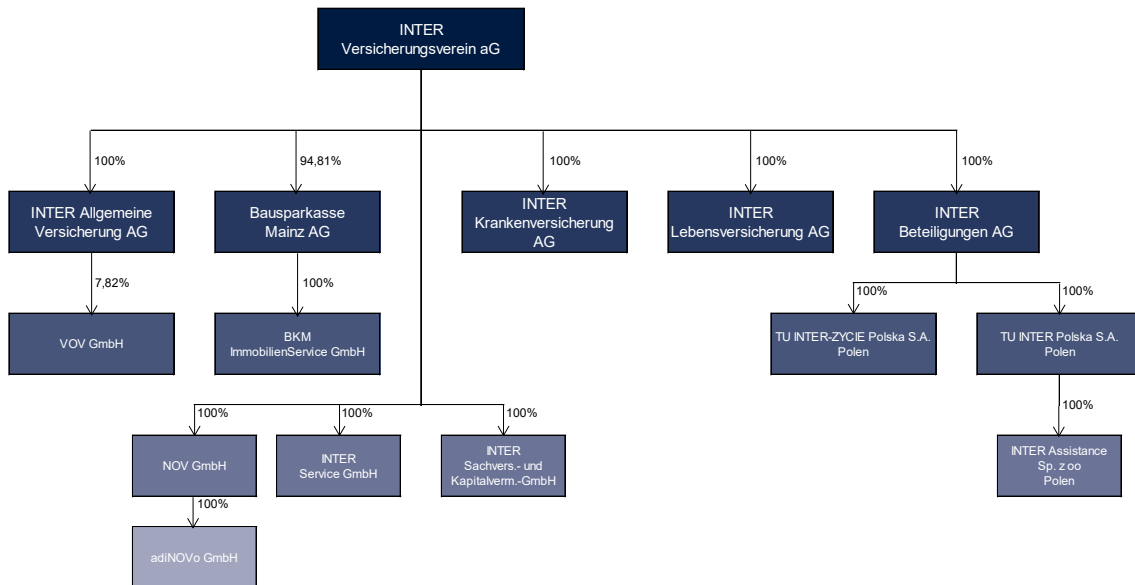 INTER
Versicherungsverein aG
100%
94,81%
100%
100%
100%
INTER Allgemeine
Versicherung AG
Bausparkasse
Mainz AG
INTER
Krankenversicherung
AG
INTER
Lebensversicherung AG
INTER
Beteiligungen AG
7,82%
100%
100%
100%
VOV GmbH
BKM
ImmobilienService GmbH
TU INTER-ZYCIE Polska S.A.
Polen
TU INTER Polska S.A.
Polen
100%
100%
100%
100%
NOV GmbH
INTER
Service GmbH
INTER
Sachvers.- und
Kapitalverm.-GmbH
INTER Assistance
Sp. z oo
Polen
100%
adiNOVo GmbH